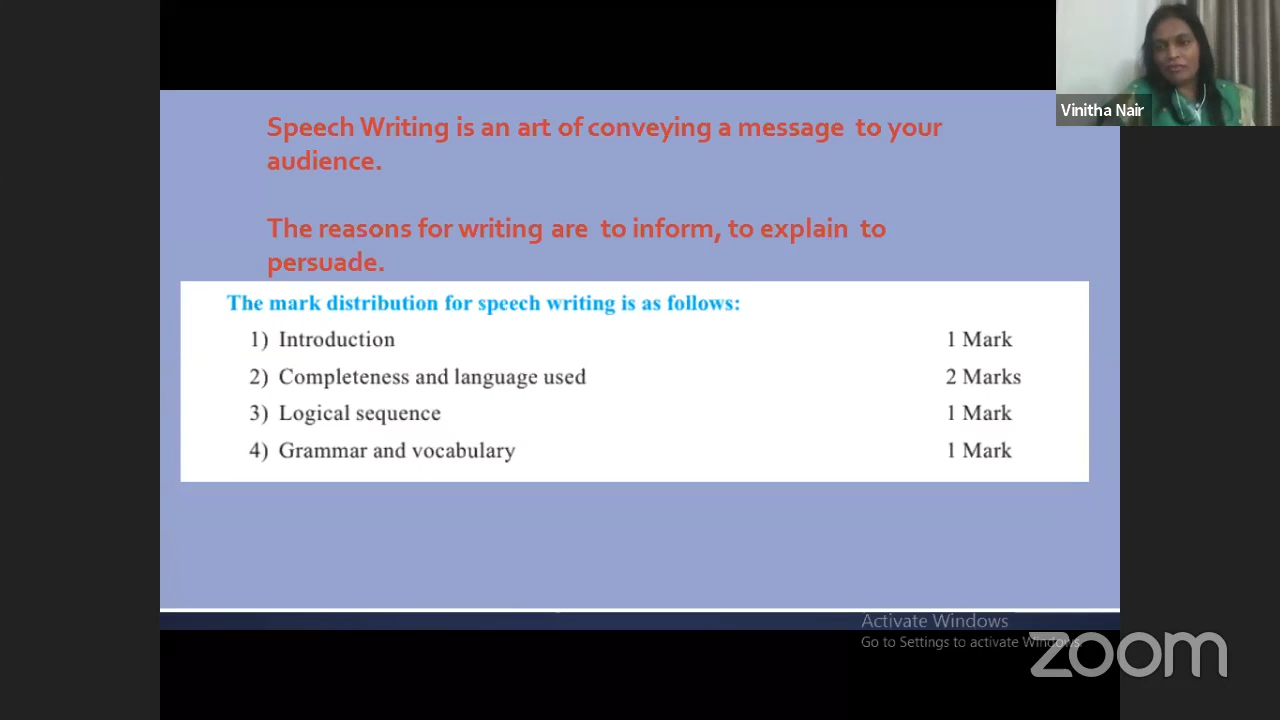 Vinitha Nair
Speech Writing is an art of conveying a message to your
audience.
The reasons for writing are to inform, to explain to
persuade.
The mark distribution for speech writing is as follows:
1) Introduction 1 Mark
2) Completeness and language used 2 Marks
3) Logical sequence 1 Mark
4) Grammar and vocabulary 1 Mark
Activate Windows
Go to Settings to activate Windows.
zoom